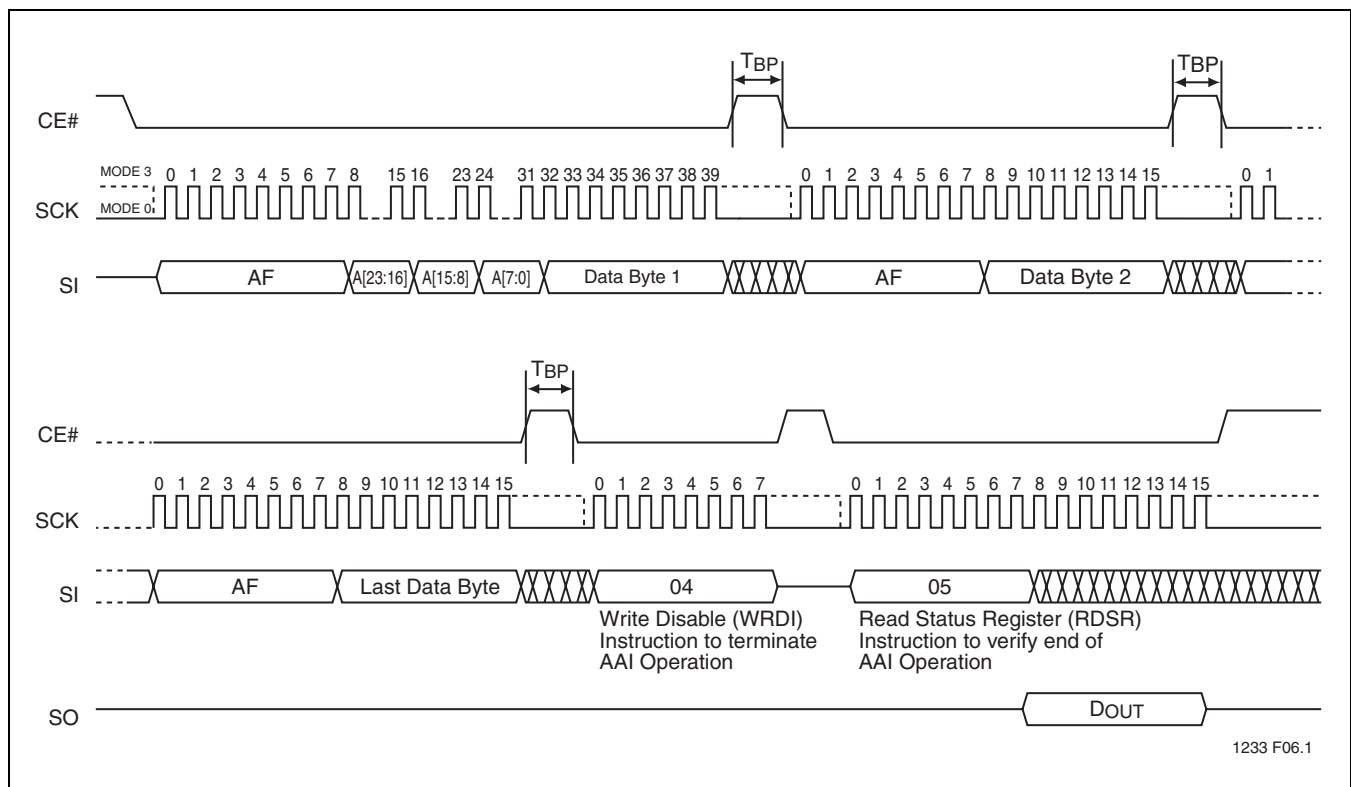 TBP TBP
CE#
MODE 3 0 1 2 3 4 5 6 7 8 15 16 23 24 31 32 33 34 35 36 37 38 39 0 1 2 3 4 5 6 7 8 9 10 11 12 13 14 15 0 1
SCK MODE 0
SI AF A[23:16] A[15:8] A[7:0] Data Byte 1 AF Data Byte 2
TBP
CE#
0 1 2 3 4 5 6 7 8 9 10 11 12 13 14 15 0 1 2 3 4 5 6 7 0 1 2 3 4 5 6 7 8 9 10 11 12 13 14 15
SCK
SI AF Last Data Byte 04 05
Write Disable (WRDI)
Instruction to terminate
AAI Operation
Read Status Register (RDSR)
Instruction to verify end of
AAI Operation
SO DOUT
1233 F06.1